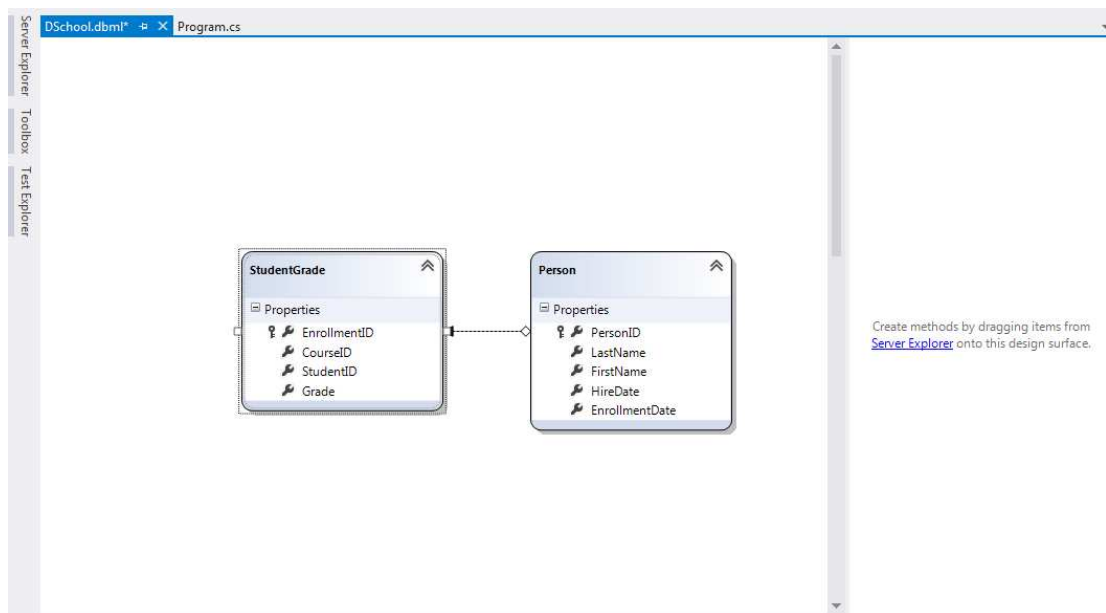 DSchool.dbml*
Program.cs
Server Explorer
Toolbox
Test Explorer
StudentGrade
Properties
EnrollmentID
CourseID
StudentID
Grade
Person
Properties
PersonID
LastName
FirstName
HireDate
EnrollmentDate
Create methods by dragging items from
Server Explorer onto this design surface.